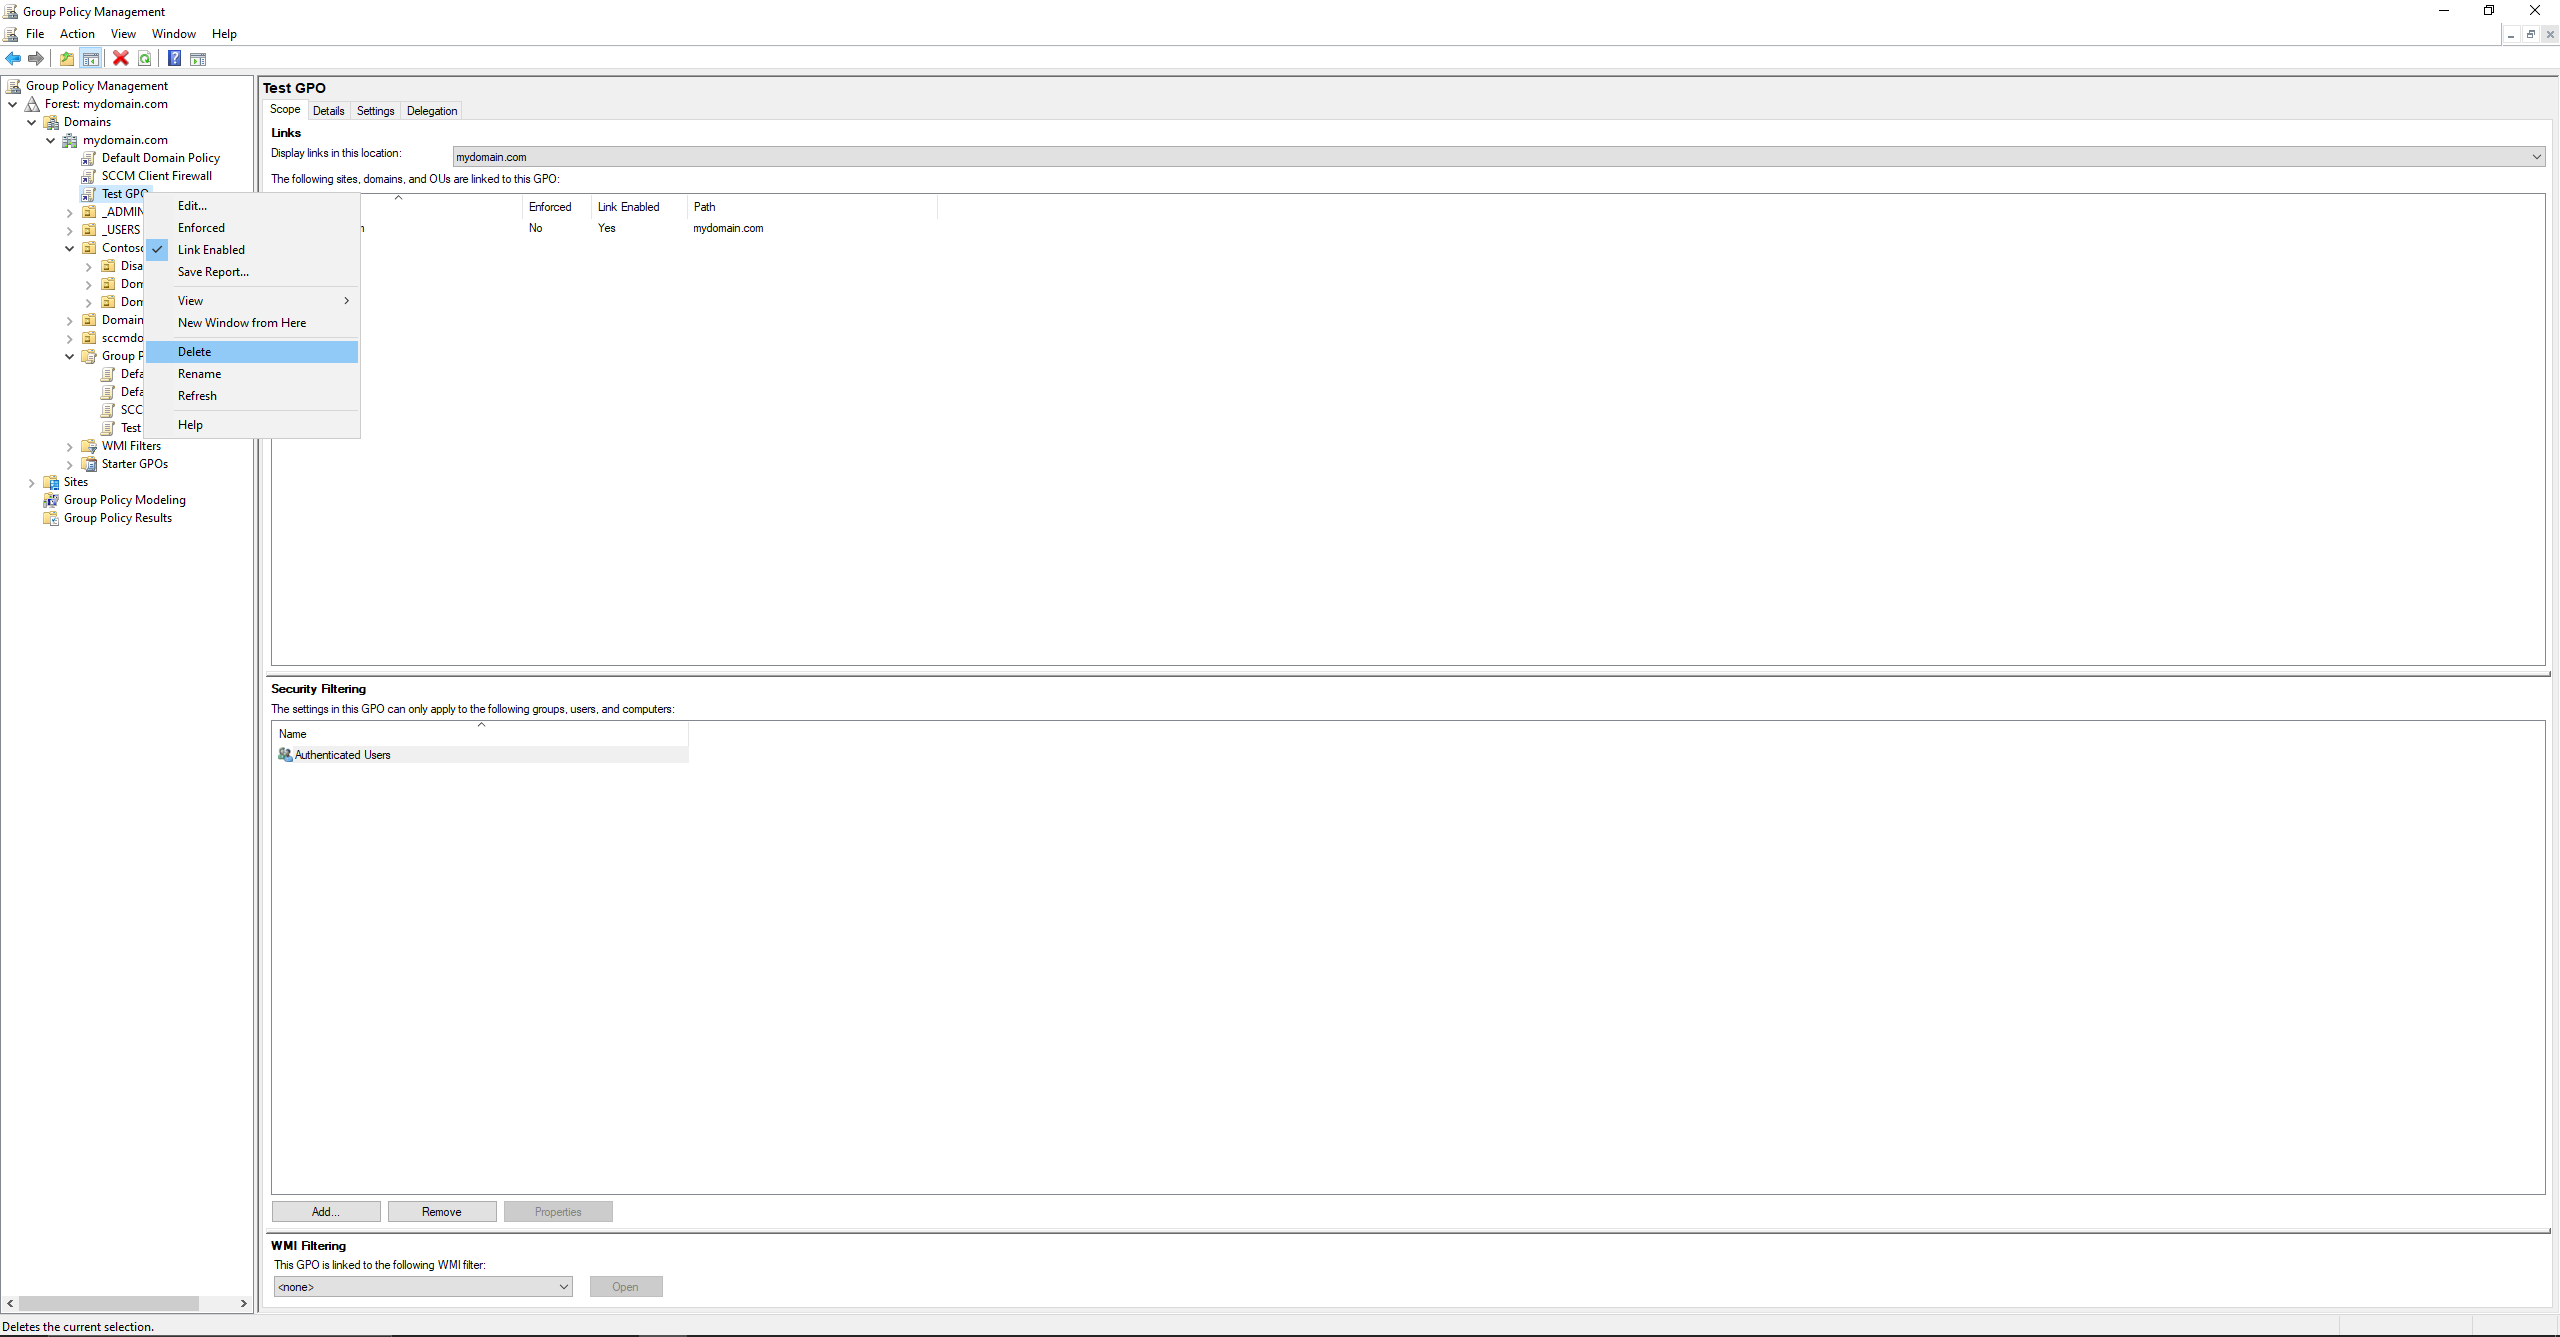 Group Policy Management
File Action View Window Help
Group Policy Management
Forest: mydomain.com
Domains
mydomain.com
Default Domain Policy
SCCM Client Firewall
Test GPO
_ADMIN
_USERS
Contoso
Disa
Dom
Dom
Domain
sccmdo
Group P
Defa
Defa
SCC
Test
WMI Filters
Starter GPOs
Sites
Group Policy Modeling
Group Policy Results
Edit...
Enforced
Link Enabled
Save Report...
View
New Window from Here
Delete
Rename
Refresh
Help
Test GPO
Scope Details Settings Delegation
Links
Display links in this location: mydomain.com
The following sites, domains, and OUs are linked to this GPO:
Enforced Link Enabled Path
No Yes mydomain.com
Security Filtering
The settings in this GPO can only apply to the following groups, users, and computers:
Name
Authenticated Users
Add... Remove Properties
WMI Filtering
This GPO is linked to the following WMI filter:
<none> Open
Deletes the current selection.